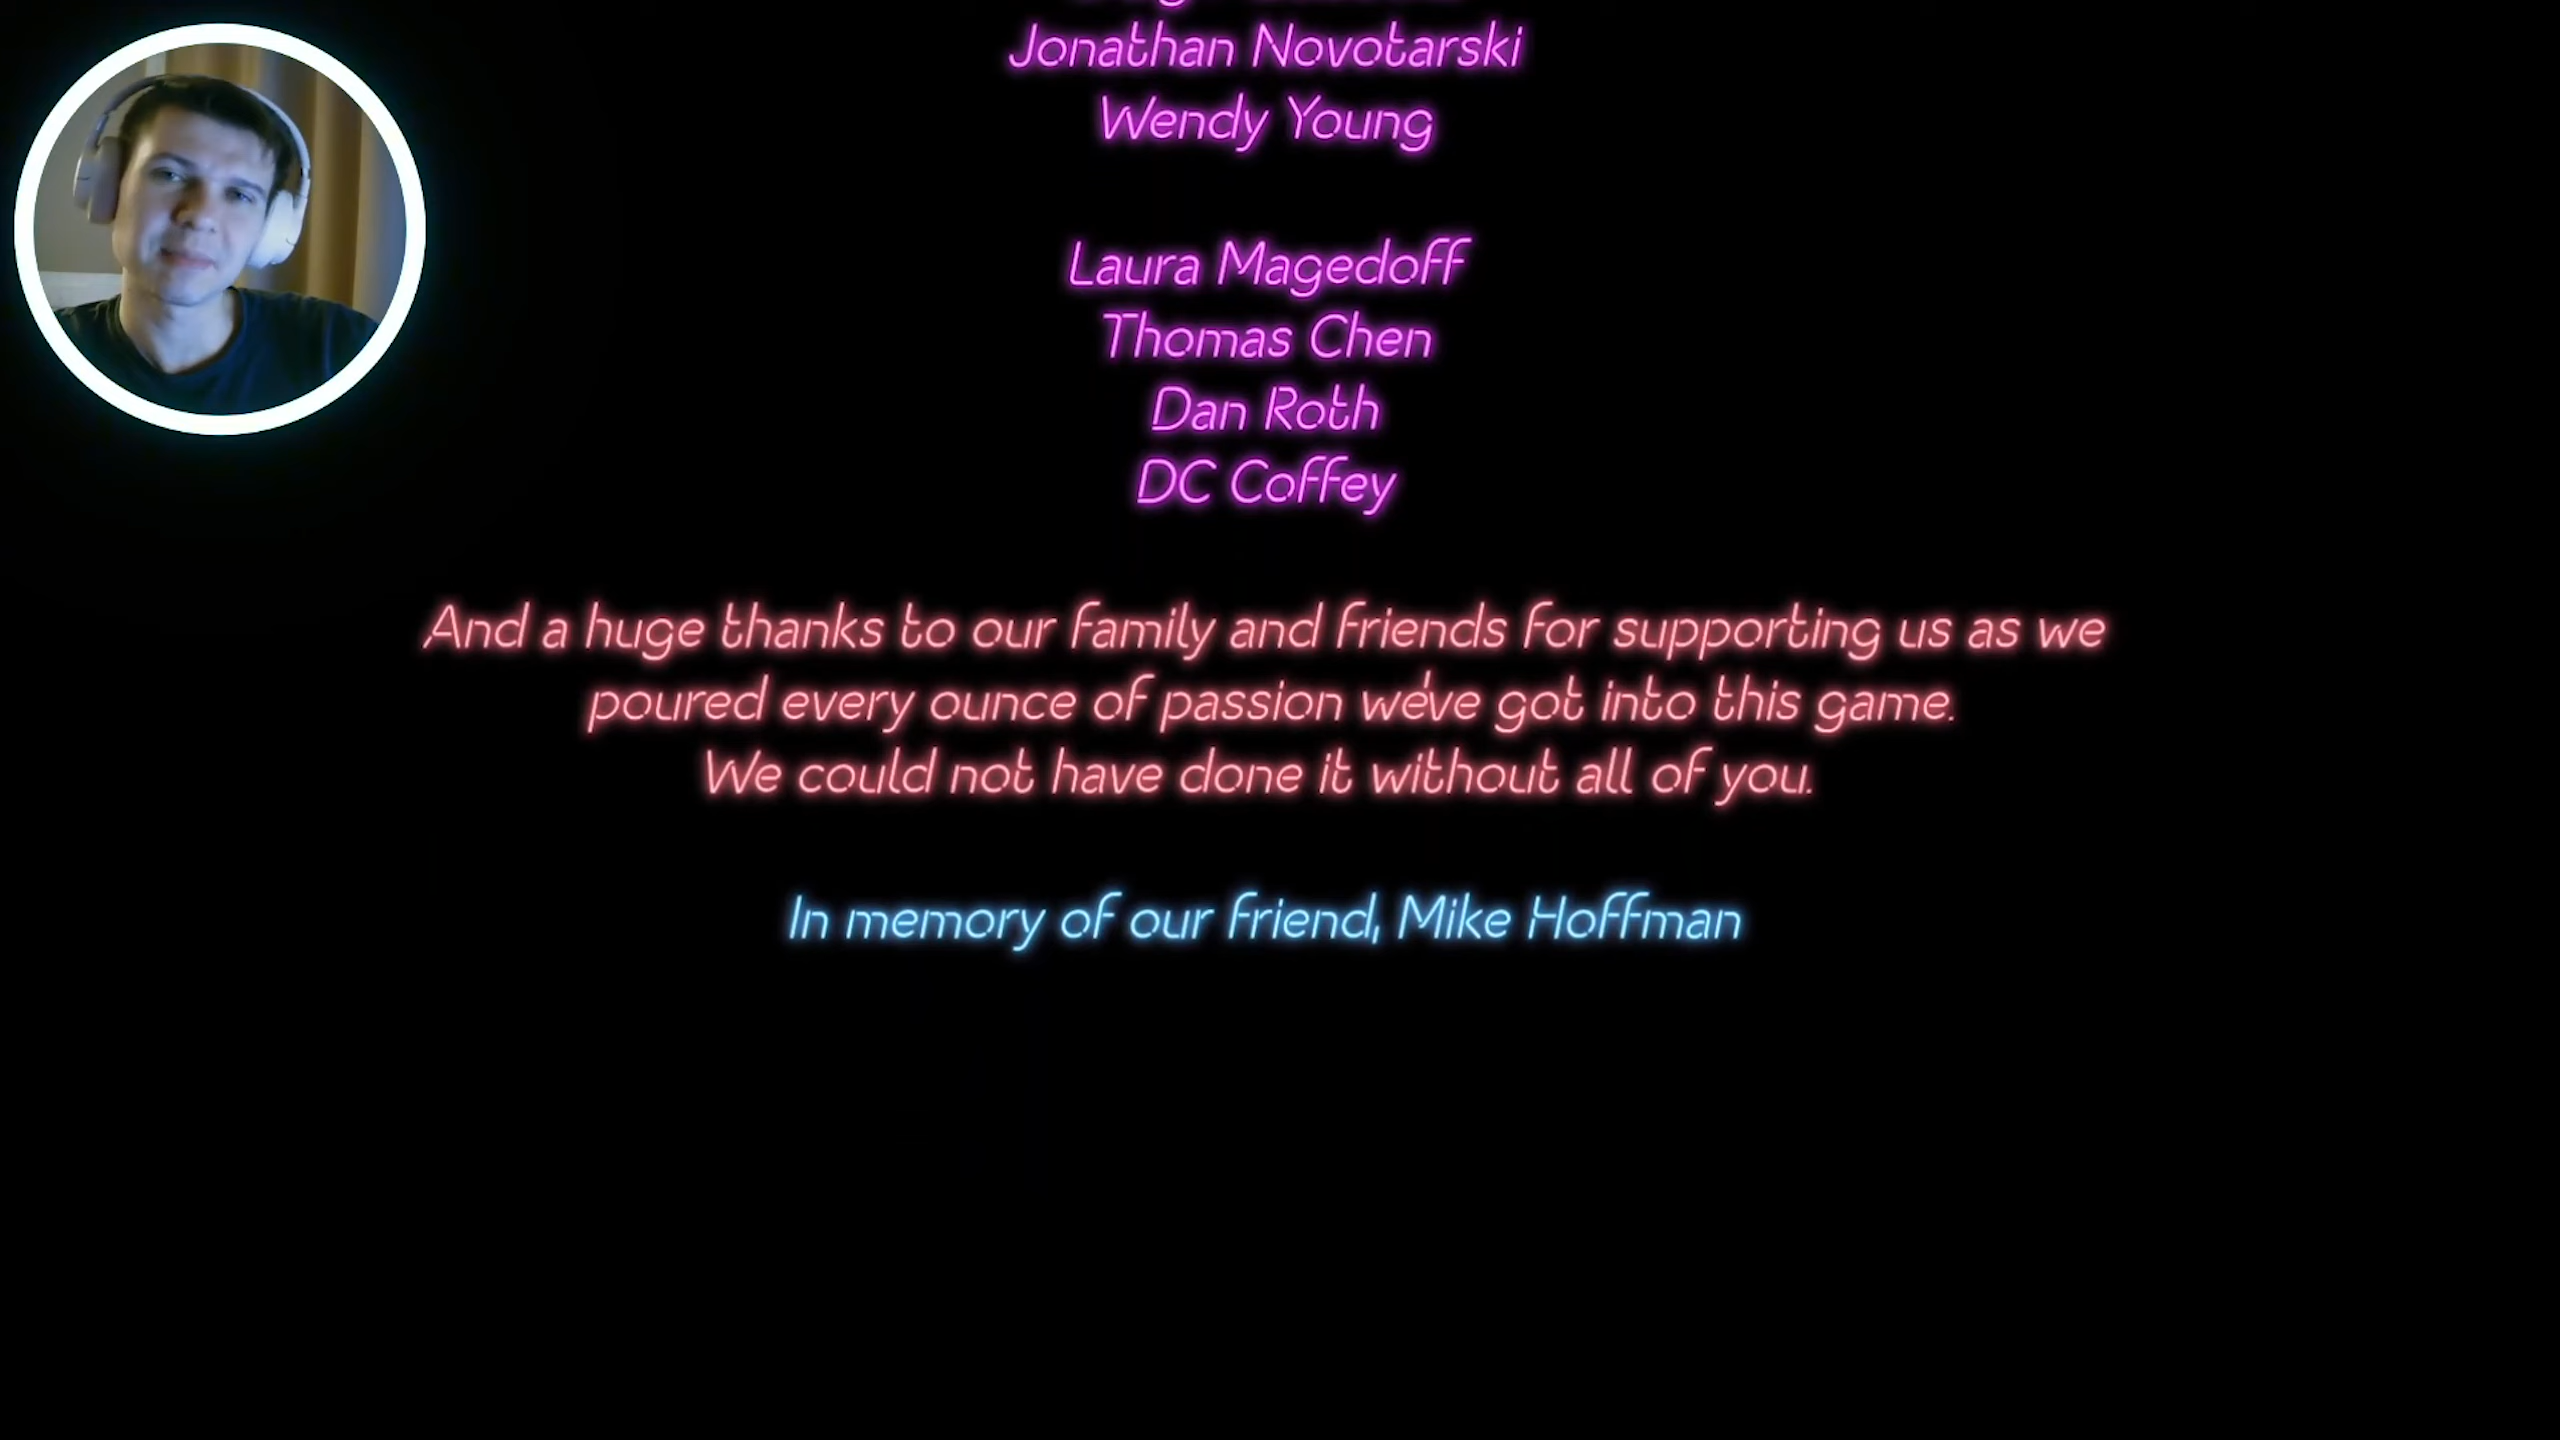 Jonathan Novotarski
Wendy Young
Laura Magedoff
Thomas Chen
Dan Roth
DC Coffey
And a huge thanks to our family and friends for supporting us as we
poured every ounce of passion we've got into this game.
We could not have done it without all of you.
In memory of our friend, Mike Hoffman